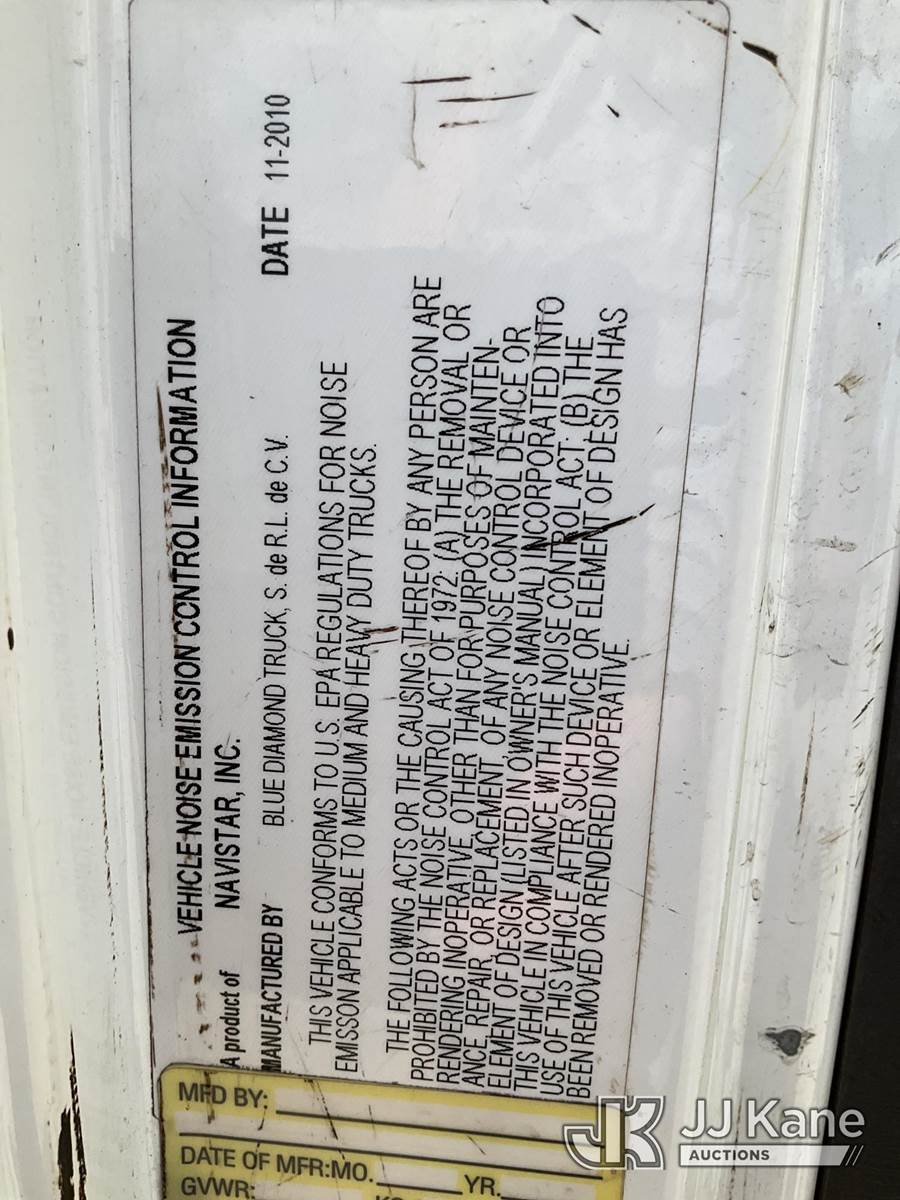 VEHICLE NOISE EMISSION CONTROL INFORMATION
A product of NAVISTAR, INC.
MANUFACTURED BY BLUE DIAMOND TRUCK, S. de R.L. de C.V. DATE 11-2010
THIS VEHICLE CONFORMS TO U.S. EPA REGULATIONS FOR NOISE
EMISSON APPLICABLE TO MEDIUM AND HEAVY DUTY TRUCKS.
THE FOLLOWING ACTS OR THE CAUSING THEREOF BY ANY PERSON ARE
PROHIBITED BY THE NOISE CONTROL ACT OF 1972: (A) THE REMOVAL OR
RENDERING INOPERATIVE, OTHER THAN FOR PURPOSES OF MAINTEN-
ANCE, REPAIR, OR REPLACEMENT, OF ANY NOISE CONTROL DEVICE OR
ELEMENT OF DESIGN (LISTED IN OWNER'S MANUAL) INCORPORATED INTO
THIS VEHICLE IN COMPLIANCE WITH THE NOISE CONTROL ACT, (B) THE
USE OF THIS VEHICLE AFTER SUCH DEVICE OR ELEMENT OF DESIGN HAS
BEEN REMOVED OR RENDERED INOPERATIVE.
MFD BY:
DATE OF MFR:MO. YR.
GVWR:
JK JJ Kane
AUCTIONS